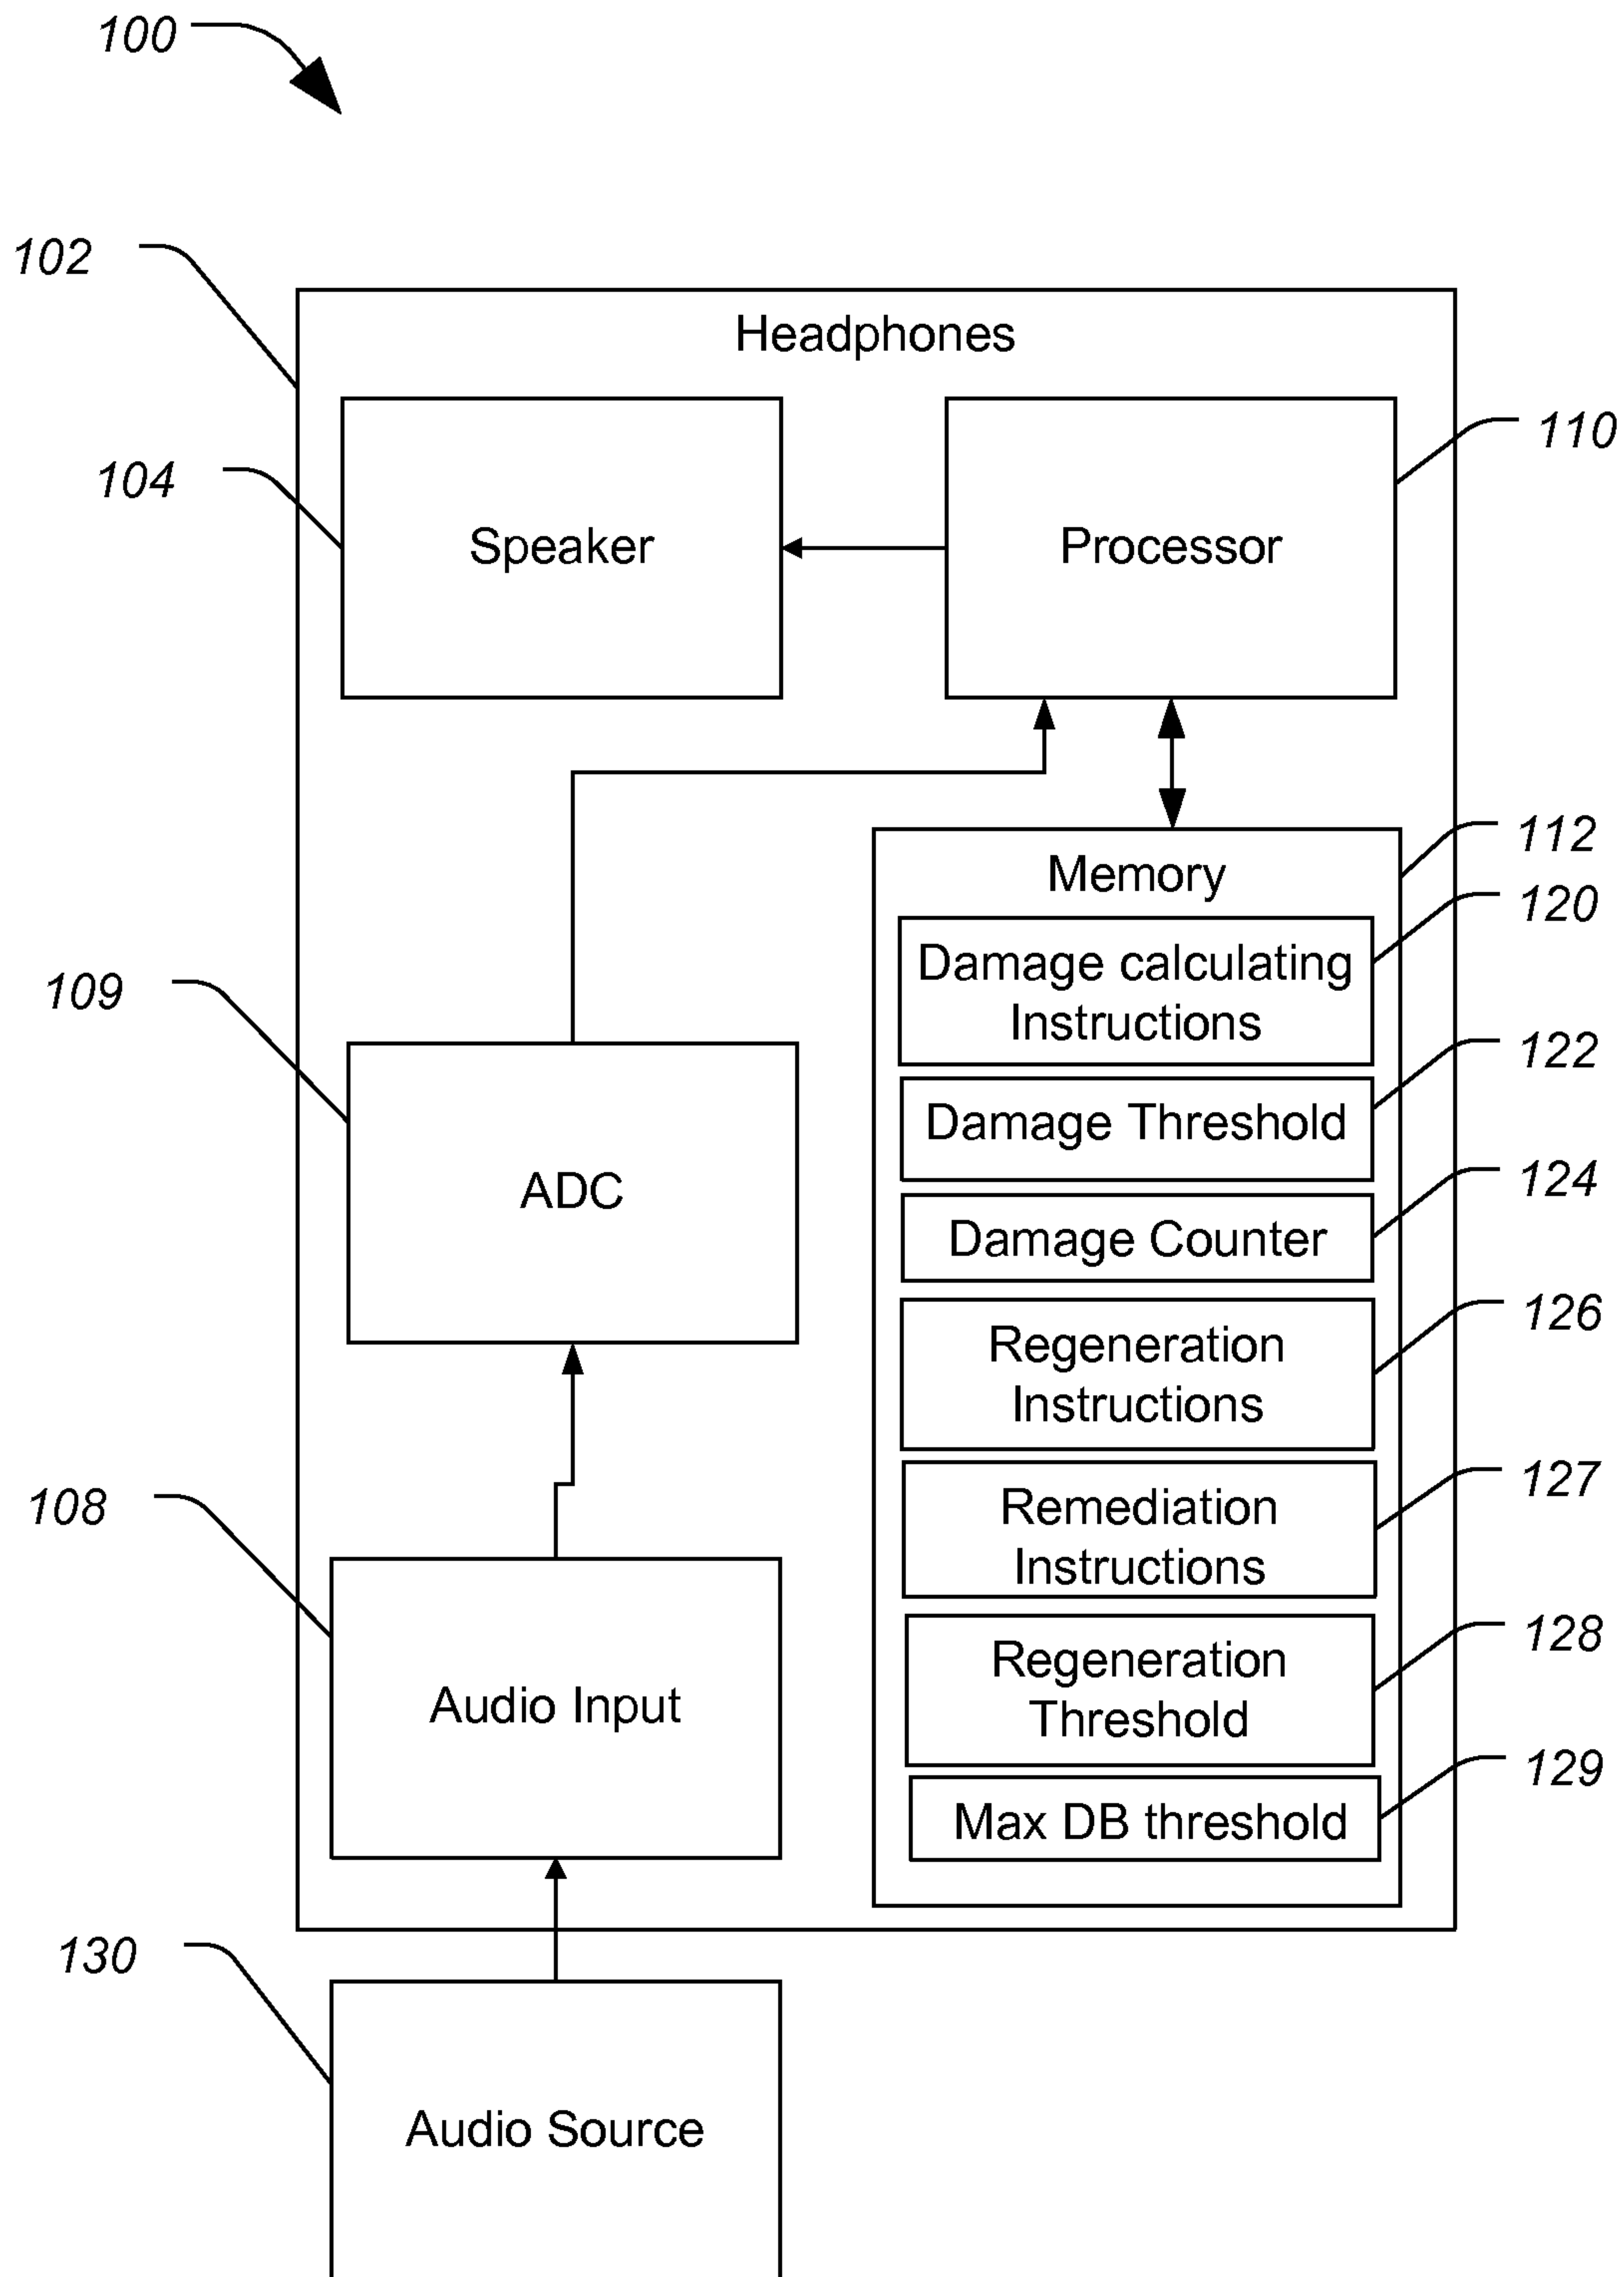 100
102
Headphones
104
Speaker
Processor
110
112
Memory
120
Damage calculating
Instructions
109
122
Damage Threshold
ADC
124
Damage Counter
126
Regeneration
Instructions
108
127
Remediation
Instructions
Audio Input
128
Regeneration
Threshold
129
Max DB threshold
130
Audio Source